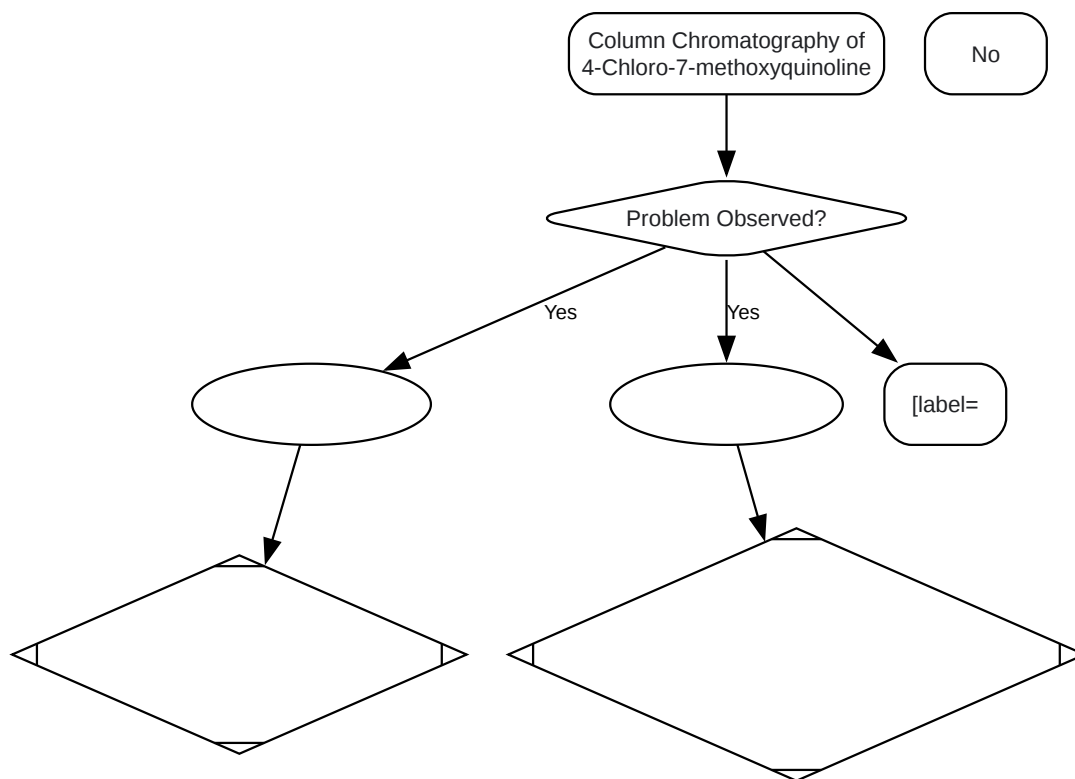 Column Chromatography of
4-Chloro-7-methoxyquinoline
No
Problem Observed?
Yes
Yes
[label=